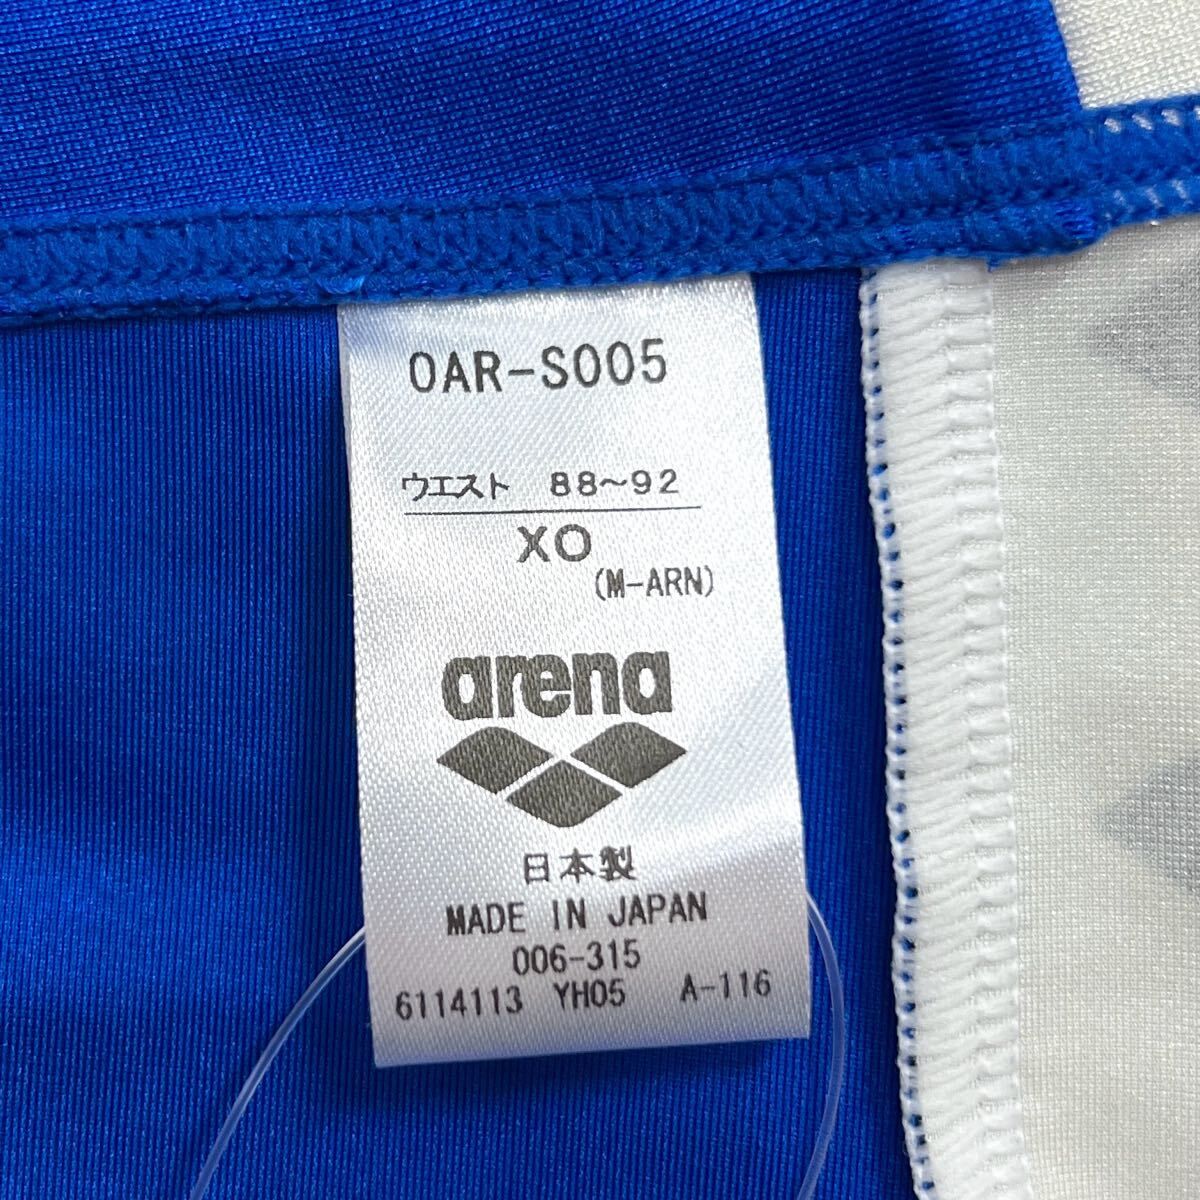 OAR-S005
ウエスト 88~92
XO
(M-ARN)
arena
日本製
MADE IN JAPAN
006-315
6114113 YH05 A-116